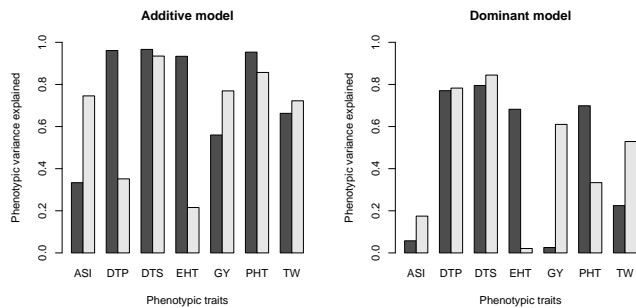 Additive model
Phenotypic variance explained
0.0 0.2 0.4 0.6 0.8 1.0
ASI DTP DTS EHT GY PHT TW
Phenotypic traits
Dominant model
Phenotypic variance explained
0.0 0.2 0.4 0.6 0.8 1.0
ASI DTP DTS EHT GY PHT TW
Phenotypic traits